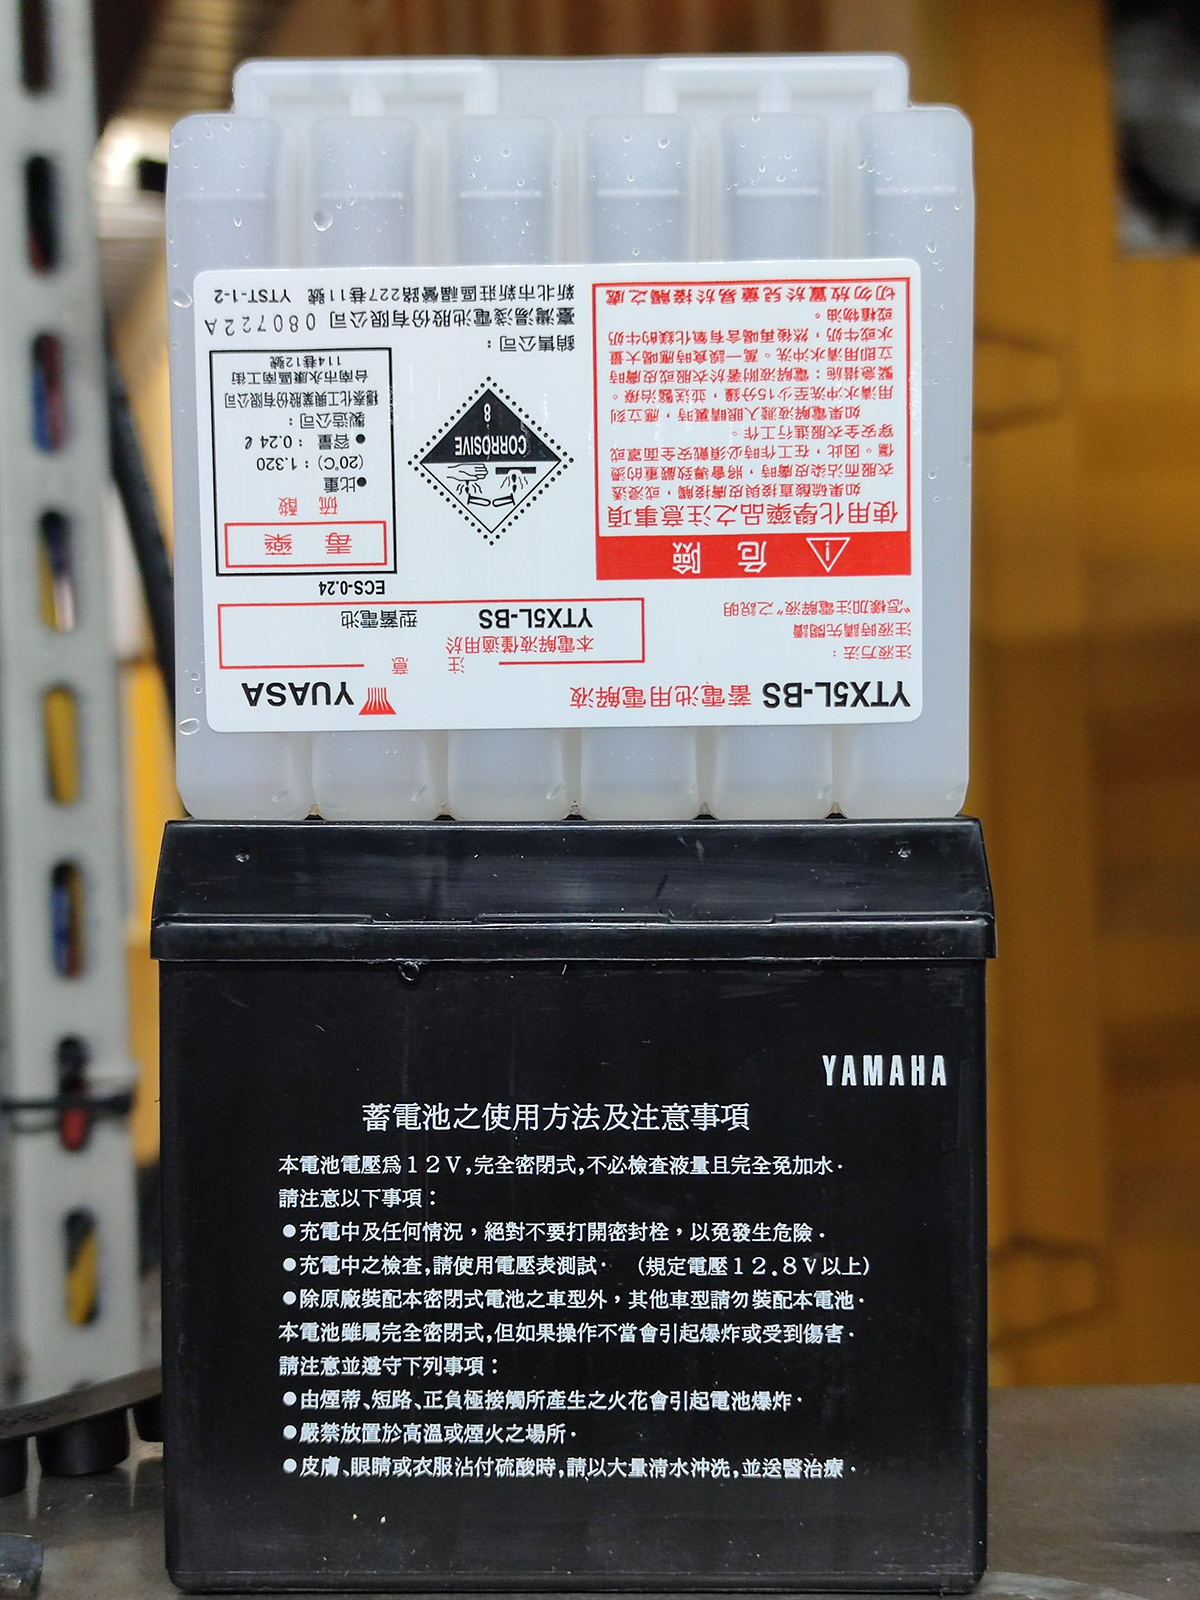 YTX5L-BS 蓄電池用電解液
YUASA
注液方法：
注液時請先閱讀
“怎樣加注電解液”之說明
注 意
本電解液僅適用於
YTX5L-BS 型蓄電池
危 險
使用化學藥品之注意事項
如果硫酸直接與皮膚接觸，或浸透
衣服而沾染皮膚時，將會導致嚴重的燙
傷。因此，在工作時必須戴安全面罩或
穿安全衣服進行工作。
如果電解液濺入眼睛裏時，應立刻
用清水沖洗至少15分鐘，並送醫治療。
緊急措施：電解液附著於衣服或皮膚時
立即用清水沖洗。萬一誤食時應喝大量
水或牛奶，然後再喝含有氧化鎂的牛奶
或植物油。
切勿放置於兒童易於接觸之處
CORROSIVE
8
ECS-0.24
毒 藥
硫 酸
●比重
(20℃)：1.320
●容量：0.24ℓ
製造公司：
穩泰化工興業股份有限公司
台南市永康區南工街
114巷12號
銷售公司：
臺灣湯淺電池股份有限公司 080722A
新北市新莊區福營路227巷11號 YTST-1-2
YAMAHA
蓄電池之使用方法及注意事項
本電池電壓爲12V,完全密閉式,不必檢查液量且完全免加水·
請注意以下事項：
●充電中及任何情況，絕對不要打開密封栓，以免發生危險·
●充電中之檢查,請使用電壓表測試· (規定電壓12.8V以上)
●除原廠裝配本密閉式電池之車型外，其他車型請勿裝配本電池·
本電池雖屬完全密閉式,但如果操作不當會引起爆炸或受到傷害·
請注意並遵守下列事項：
●由煙蒂、短路、正負極接觸所產生之火花會引起電池爆炸·
●嚴禁放置於高溫或煙火之場所·
●皮膚、眼睛或衣服沾付硫酸時,請以大量清水沖洗,並送醫治療·